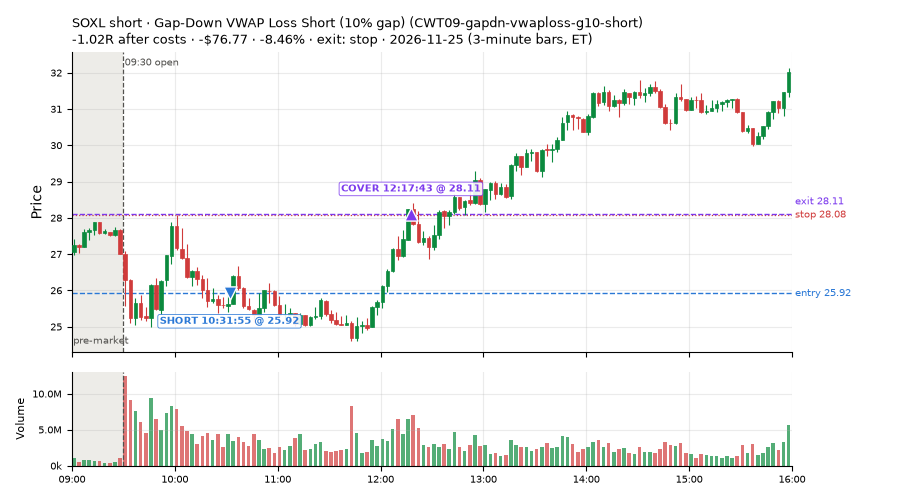 SOXL short · Gap-Down VWAP Loss Short (10% gap) (CWT09-gapdn-vwaploss-g10-short)
-1.02R after costs · -$76.77 · -8.46% · exit: stop · 2026-11-25 (3-minute bars, ET)
09:30 open
32
31
30
29
28
27
26
25
Price
COVER 12:17:43 @ 28.11
exit 28.11
stop 28.08
entry 25.92
SHORT 10:31:55 @ 25.92
pre-market
10.0M
5.0M
0k
Volume
09:00
10:00
11:00
12:00
13:00
14:00
15:00
16:00